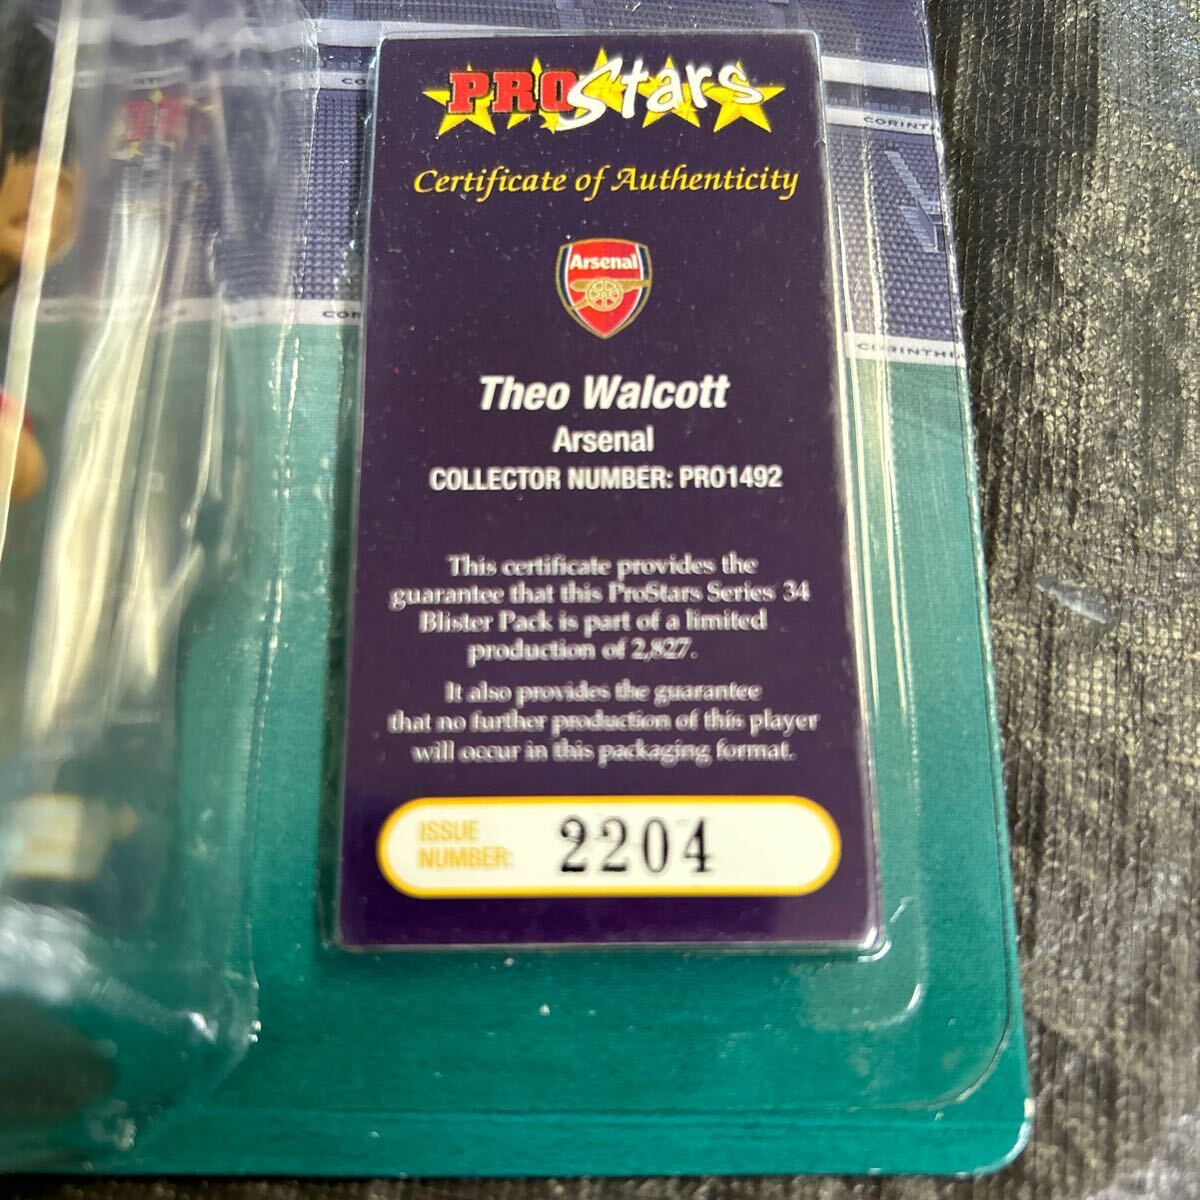 PROStars
Certificate of Authenticity
Arsenal
Theo Walcott
Arsenal
COLLECTOR NUMBER: PRO1492
This certificate provides the
guarantee that this ProStars Series 34
Blister Pack is part of a limited
production of 2,827.
It also provides the guarantee
that no further production of this player
will occur in this packaging format.
ISSUE
NUMBER:
2204